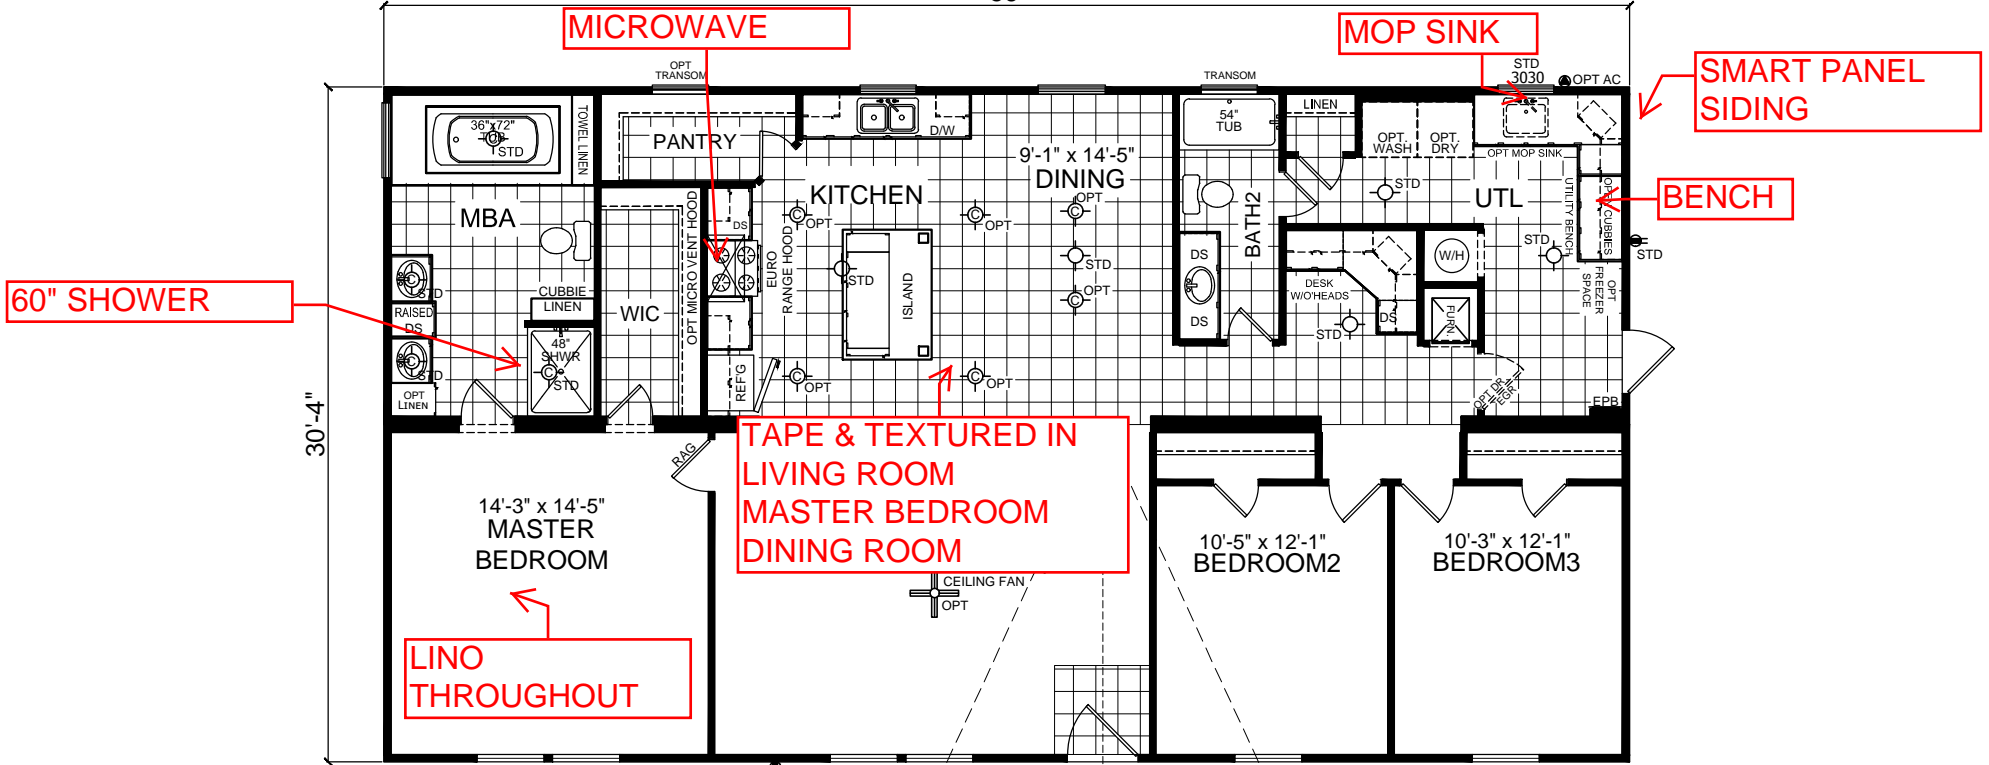 MICROWAVE
MOP SINK
SMART PANEL
SIDING
OPT
TRANSOM
TRANSOM
STD
3030
OPT AC
36"x72"
TUB
STD
TOWEL LINEN
PANTRY
D/W
9'-1" x 14'-5"
DINING
54"
TUB
LINEN
OPT.
WASH
OPT.
DRY
OPT MOP SINK
KITCHEN
MBA
OPT
OPT
OPT
STD
OPT
STD
UTL
OPT CUBBIES
UTILITY BENCH
BENCH
STD
STD
BATH2
DS
DS
W/H
DESK
W/O'HEADS
DS
STD
FURN
OPT
FREEZER
SPACE
60" SHOWER
STD
RAISED
DS
STD
OPT
LINEN
CUBBIE
LINEN
48"
SHWR
STD
WIC
OPT MICRO VENT HOOD
DS
EURO
RANGE HOOD
STD
ISLAND
REFG
OPT
OPT
EPB
30'-4"
RAG
TAPE & TEXTURED IN
LIVING ROOM
MASTER BEDROOM
DINING ROOM
14'-3" x 14'-5"
MASTER
BEDROOM
CEILING FAN
OPT
10'-5" x 12'-1"
BEDROOM2
10'-3" x 12'-1"
BEDROOM3
LINO
THROUGHOUT